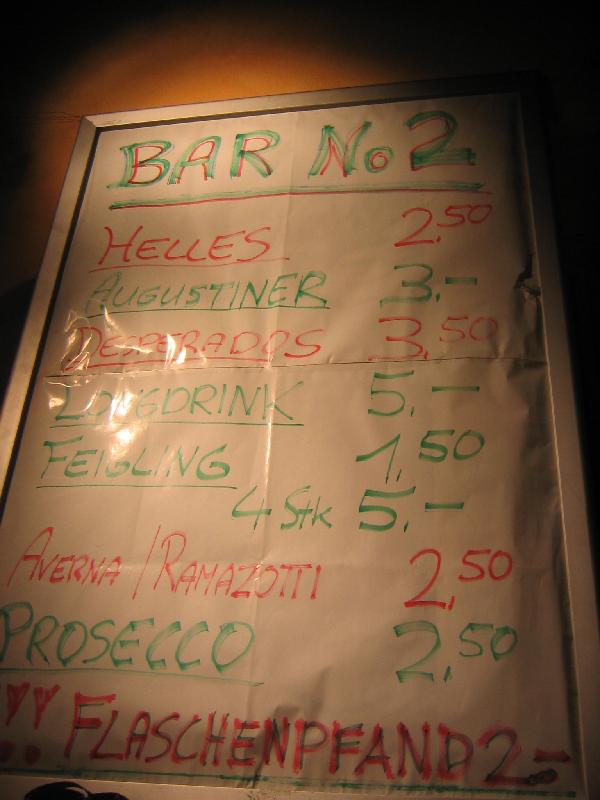 BAR No 2
HELLES 2,50
AUGUSTINER 3.-
DESPERADOS 3,50
LONGDRINK 5.-
FEIGLING 1,50
4 Stk 5.-
AVERNA / RAMAZOTTI 2,50
PROSECCO 2,50
!! FLASCHENPFAND 2.-